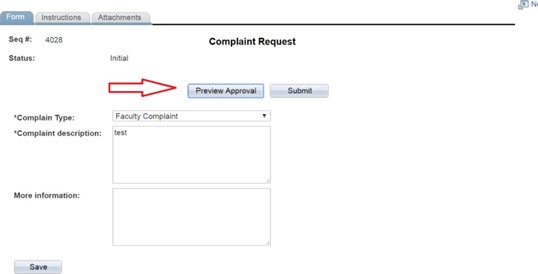 Form Instructions Attachments
Seq #: 4028
Complaint Request
Status: Initial
Preview Approval Submit
*Complain Type: Faculty Complaint
*Complaint description: test
More information:
Save